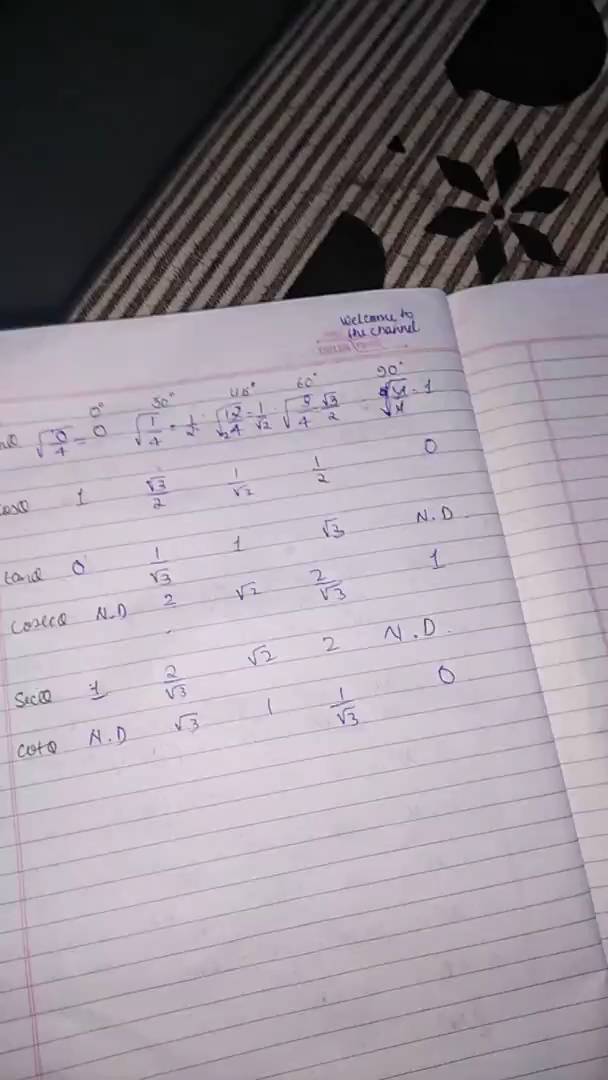 Welcome to
the channel
0° 30° 45° 60° 90°
√0/4 = 0 √1/4 = 1/2 √2/4 = 1/√2 √3/4 √3/2 √4/4 = 1
cosθ 1 √3/2 1/√2 1/2 0
tanθ 0 1/√3 1 √3 N.D.
cosecθ N.D 2 √2 2/√3 1
Secθ 1 2/√3 √2 2 N.D.
cotθ N.D √3 1 1/√3 0